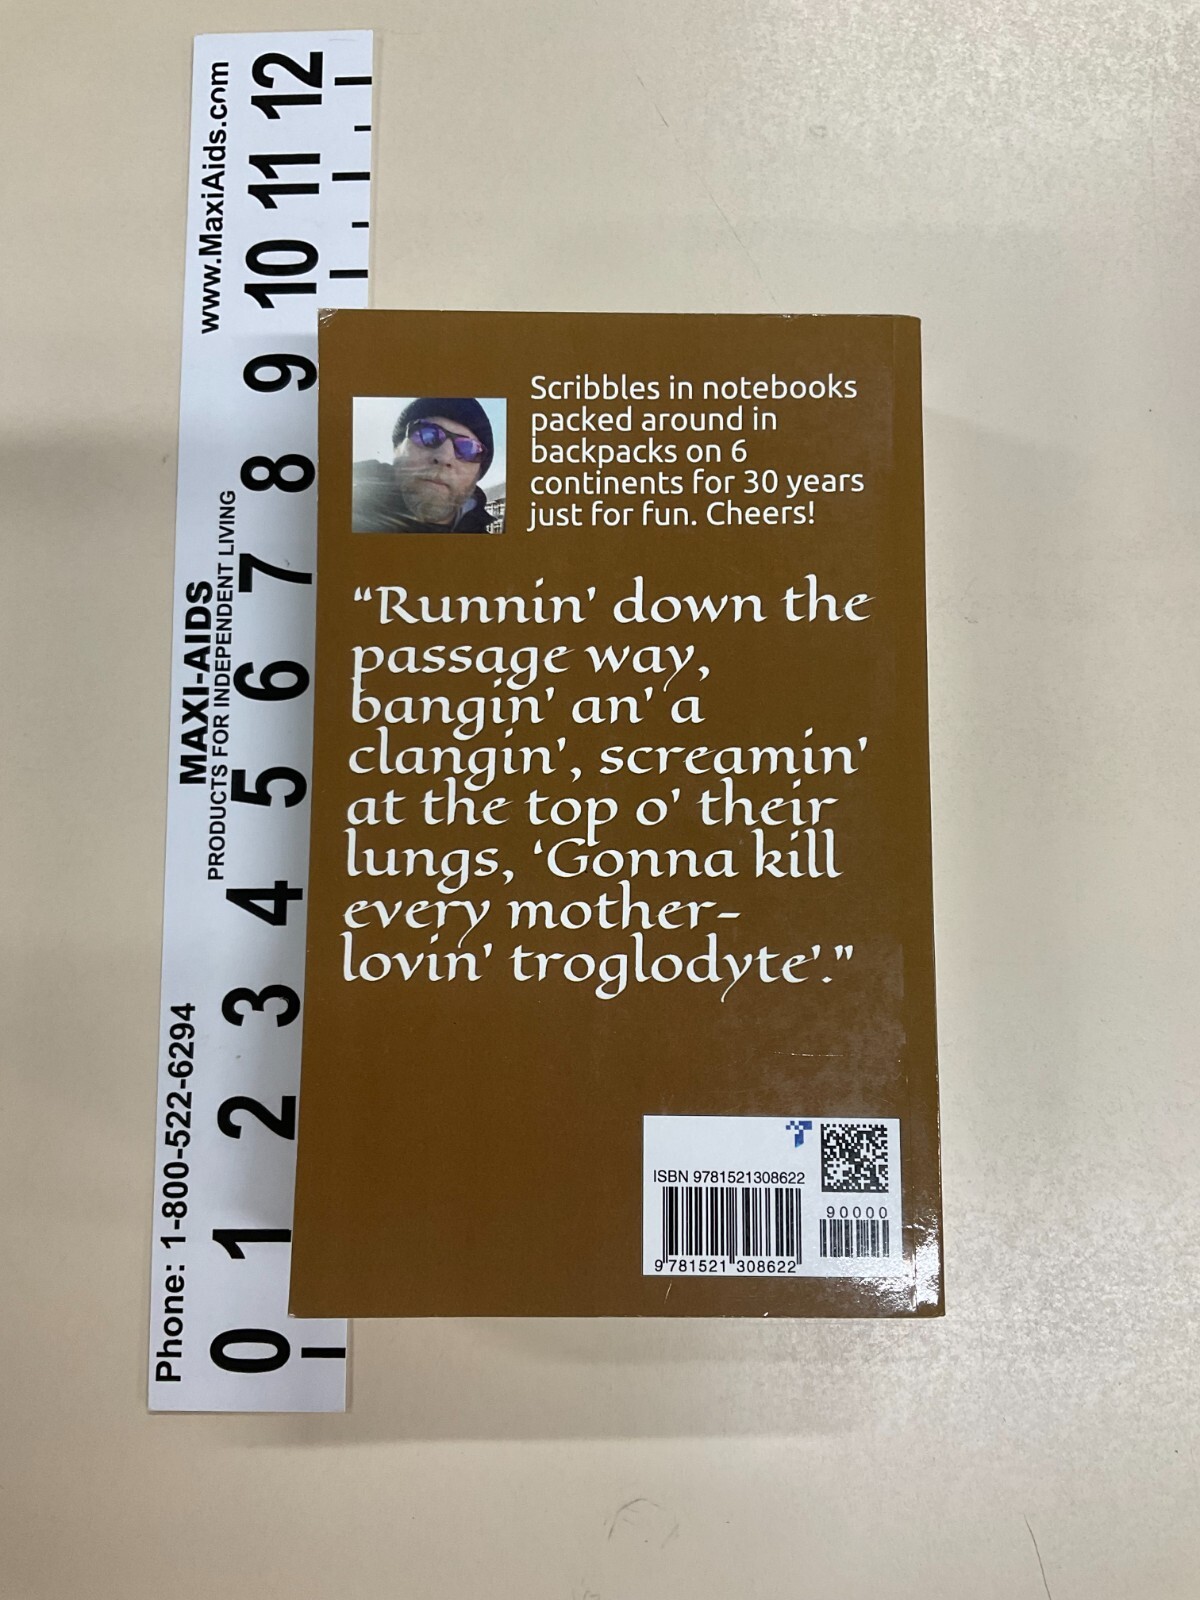 www.MaxiAids.com
MAXI-AIDS
PRODUCTS FOR INDEPENDENT LIVING
Phone: 1-800-522-6294
0 1 2 3 4 5 6 7 8 9 10 11 12
Scribbles in notebooks
packed around in
backpacks on 6
continents for 30 years
just for fun. Cheers!
“Runnin' down the
passage way,
bangin' an' a
clangin', screamin'
at the top o' their
lungs, ‘Gonna kill
every mother-
lovin' troglodyte'.”
ISBN 9781521308622
90000
9 781521 308622